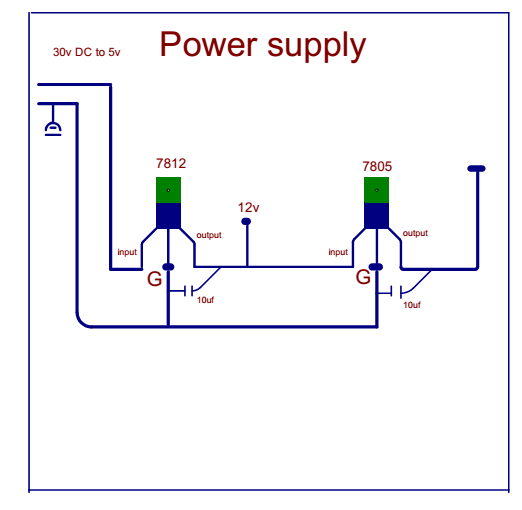 Power supply
30v DC to 5v
7812
7805
12v
input
output
input
output
G
G
10uf
10uf